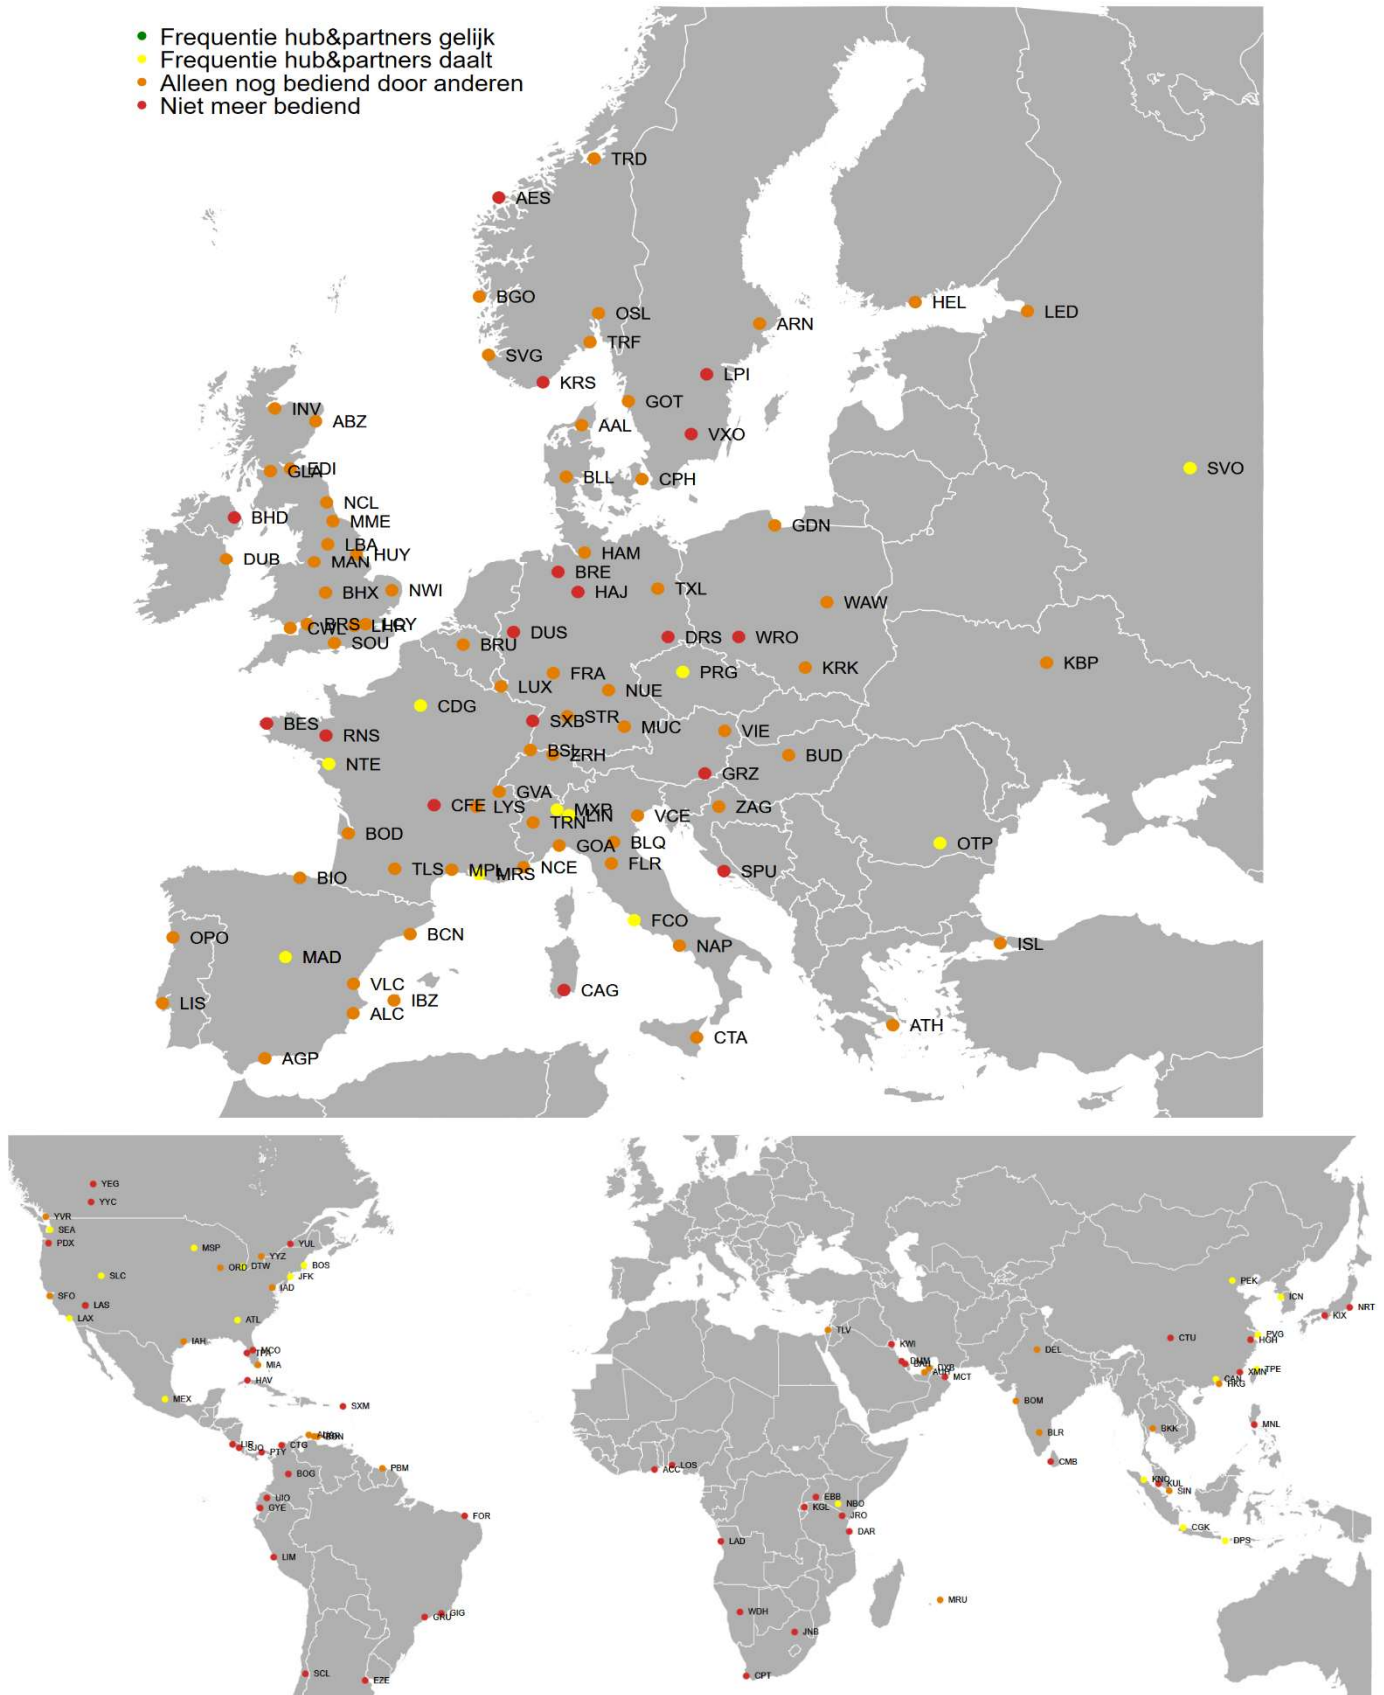 Frequentie hub&partners gelijk
Frequentie hub&partners daalt
Alleen nog bediend door anderen
Niet meer bediend
TRD
AES
BGO
OSL
HEL
LED
ARN
TRF
SVG
LPI
KRS
GOT
INV
ABZ
AAL
VXO
EDI
GLA
SVO
BLL
CPH
NCL
BHD
MME
GDN
LBA
HUY
HAM
DUB
MAN
BRE
NWI
BHX
HAJ
TXL
WAW
BRS
LCY
CWL
LHR
DUS
DRS
WRO
SOU
BRU
KBP
KRK
FRA
PRG
LUX
NUE
CDG
STR
SXB
BES
MUC
VIE
RNS
BSL
ZRH
BUD
NTE
GRZ
GVA
CFE
LYS
MXP
LIN
ZAG
VCE
TRN
BOD
BLQ
OTP
GOA
FLR
TLS
MPL
NCE
MRS
SPU
BIO
FCO
OPO
BCN
NAP
ISL
MAD
VLC
CAG
LIS
IBZ
ALC
ATH
CTA
AGP
YEG
YYC
YVR
SEA
PDX
MSP
YUL
YYZ
BOS
ORD
DTW
SLC
JFK
IAD
PEK
SFO
ICN
LAS
NRT
LAX
ATL
KIX
TLV
PVG
CTU
HGH
IAH
KWI
MCO
TPA
DEL
MIA
DXB
TPE
AUH
MCT
XMN
HAV
CAN
HKG
MEX
BOM
SXM
MNL
BKK
BLR
CTG
SJO
PTY
CMB
PBM
LOS
ACC
BOG
KNO
KUL
SIN
UIO
EBB
NBO
GYE
KGL
FOR
JRO
CGK
DAR
LAD
DPS
LIM
MRU
WDH
GIG
GRU
JNB
SCL
CPT
EZE